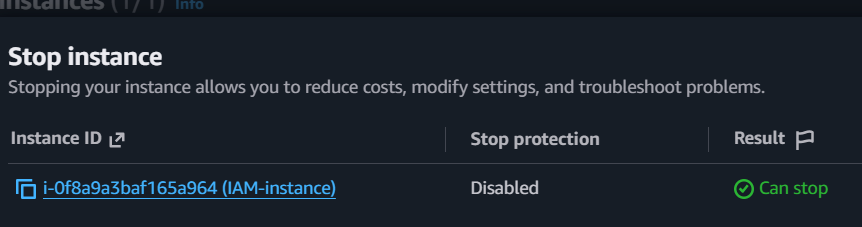 Instances (1/1) Info
Stop instance
Stopping your instance allows you to reduce costs, modify settings, and troubleshoot problems.
Instance ID Stop protection Result
i-0f8a9a3baf165a964 (IAM-instance) Disabled Can stop